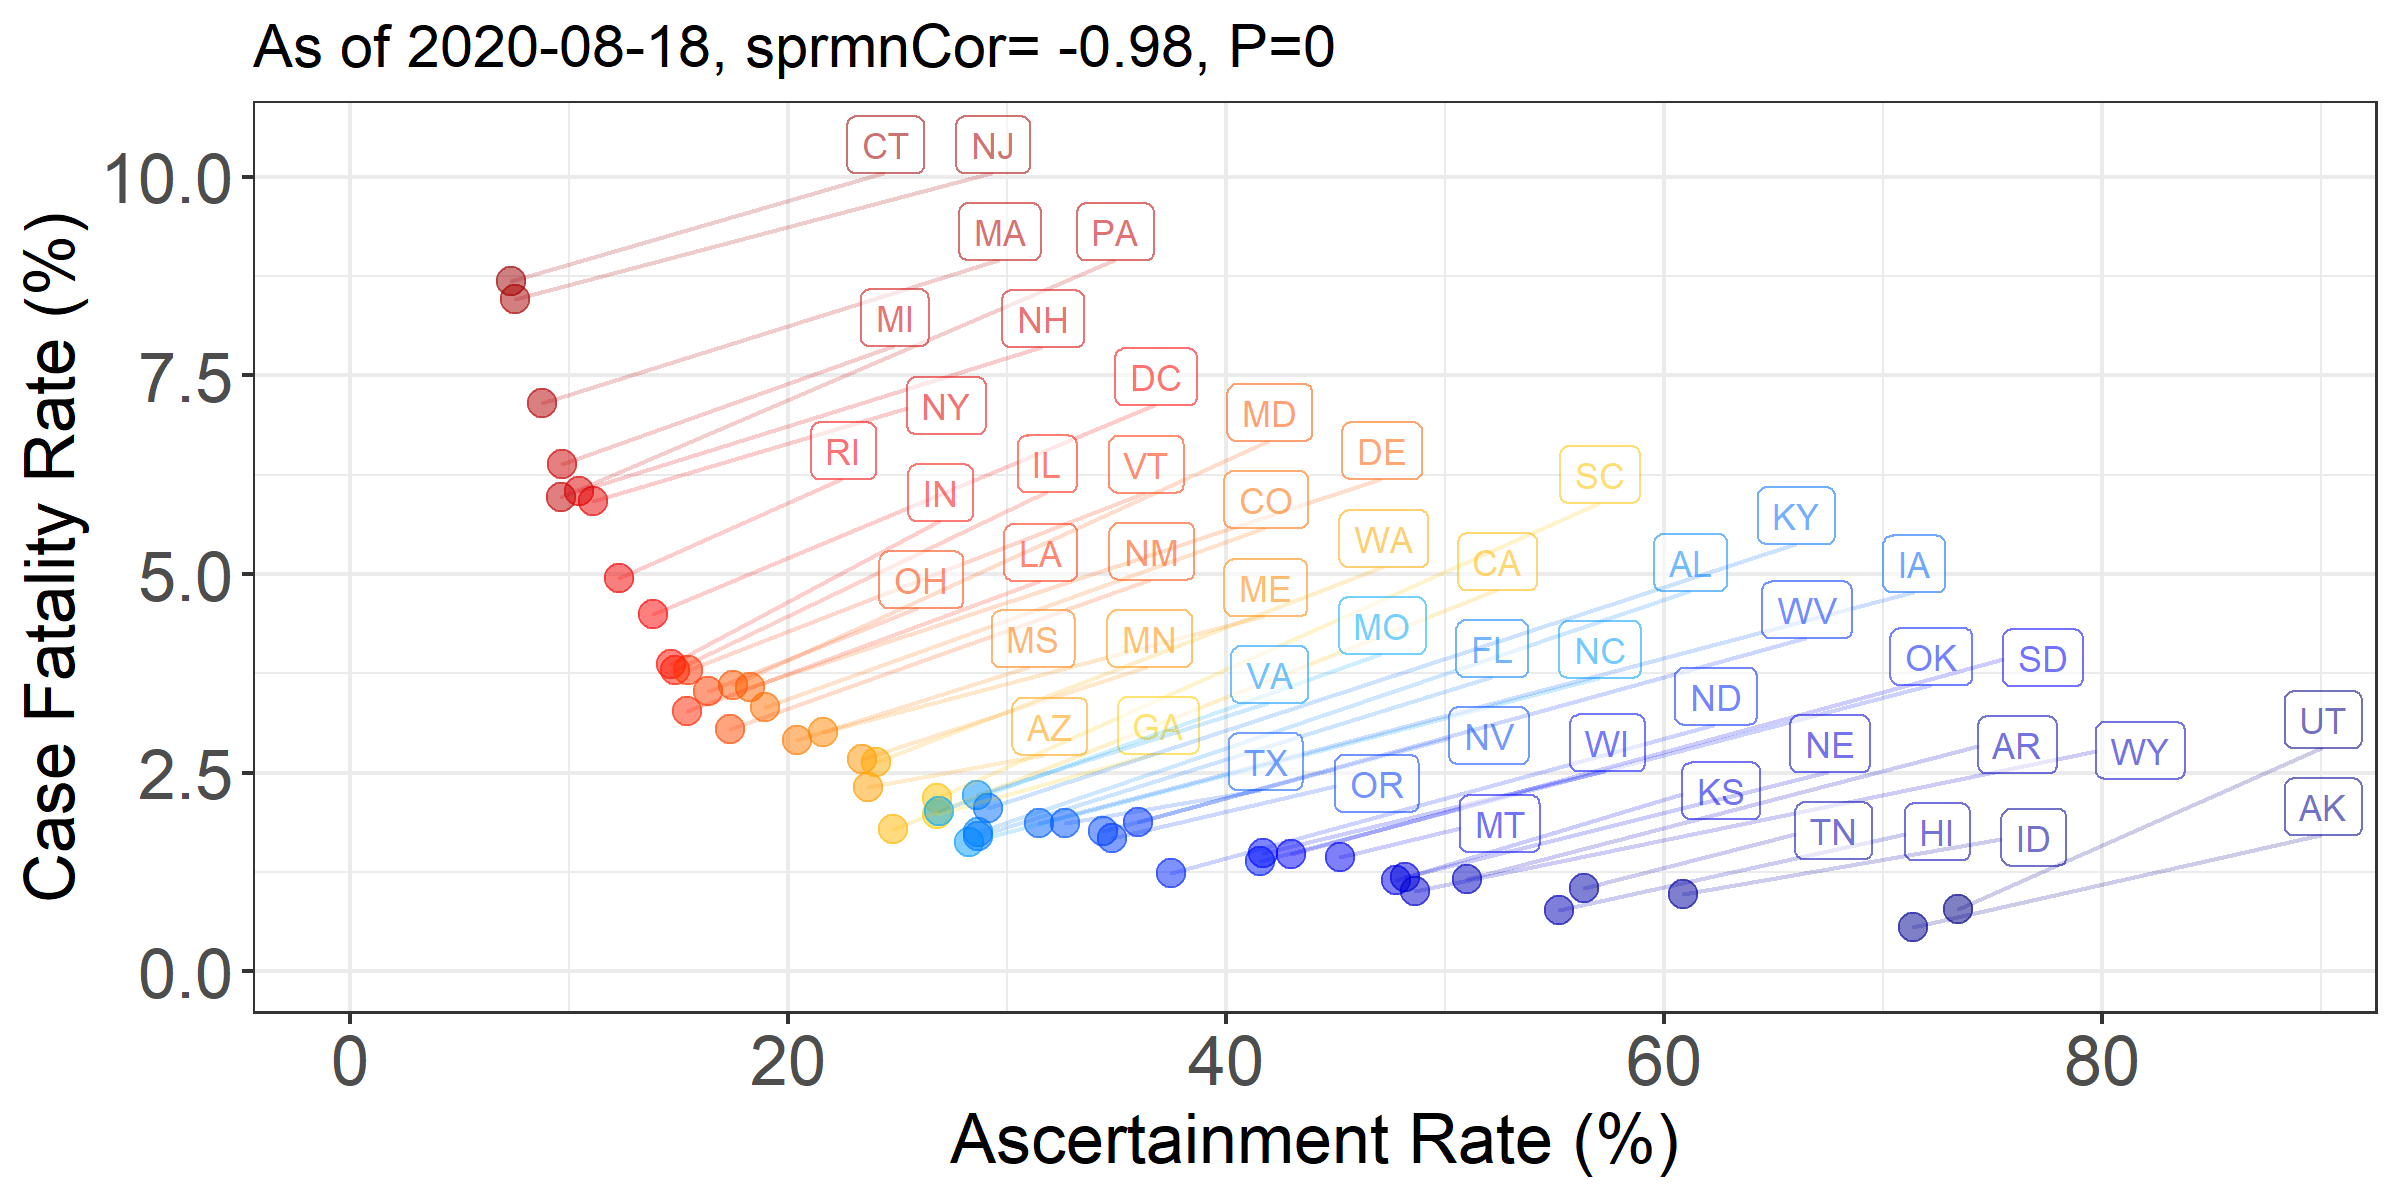 As of 2020-08-18, sprmnCor= -0.98, P=0
Case Fatality Rate (%)
10.0
7.5
5.0
2.5
0.0
CT NJ
MA PA
MI NH
DC
NY MD
RI IL VT DE SC
IN CO
KY
LA NM WA CA AL IA
OH ME
WV
MS MN MO FL NC OK SD
VA
ND
AZ GA NV WI NE AR WY UT
TX OR KS
MT TN HI ID AK
0 20 40 60 80
Ascertainment Rate (%)